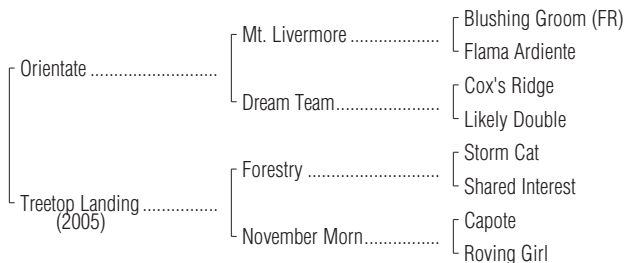 Blushing Groom (FR)
Mt. Livermore ...................
Flama Ardiente
Orientate ...........................
Cox's Ridge
Dream Team......................
Likely Double
Storm Cat
Forestry ............................
Shared Interest
Treetop Landing ................
(2005)
Capote
November Morn................
Roving Girl